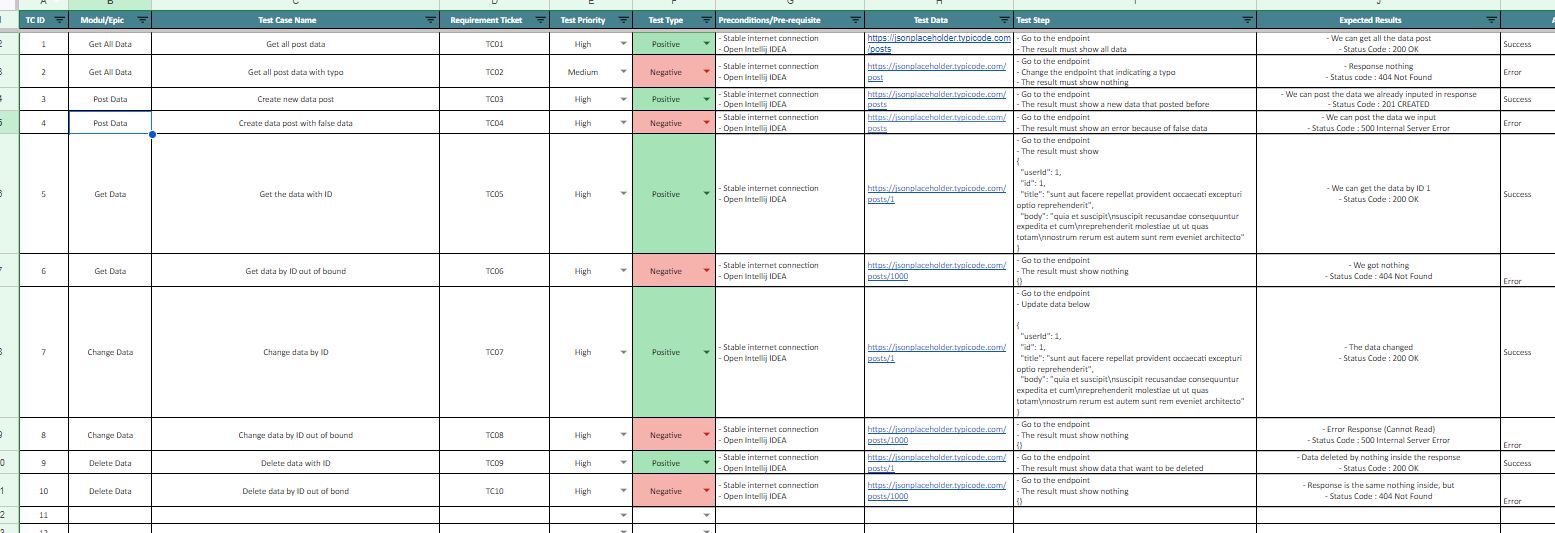 A B C D E F G H I J
1 TC ID Modul/Epic Test Case Name Requirement Ticket Test Priority Test Type Preconditions/Pre-requisite Test Data Test Step Expected Results
2 1 Get All Data Get all post data TC01 High Positive
- Stable internet connection
- Open Intellij IDEA
https://jsonplaceholder.typicode.com
/posts
- Go to the endpoint
- The result must show all data
- We can get all the data post
- Status Code : 200 OK
Success
3 2 Get All Data Get all post data with typo TC02 Medium Negative
- Stable internet connection
- Open Intellij IDEA
https://jsonplaceholder.typicode.com/
post
- Go to the endpoint
- Change the endpoint that indicating a typo
- The result must show nothing
- Response nothing
- Status code : 404 Not Found
Error
4 3 Post Data Create new data post TC03 High Positive
- Stable internet connection
- Open Intellij IDEA
https://jsonplaceholder.typicode.com/
posts
- Go to the endpoint
- The result must show a new data that posted before
- We can post the data we already inputed in response
- Status Code : 201 CREATED
Success
5 4 Post Data Create data post with false data TC04 High Negative
- Stable internet connection
- Open Intellij IDEA
https://jsonplaceholder.typicode.com/
posts
- Go to the endpoint
- The result must show an error because of false data
- We can post the data we input
- Status Code : 500 Internal Server Error
Error
6 5 Get Data Get the data with ID TC05 High Positive
- Stable internet connection
- Open Intellij IDEA
https://jsonplaceholder.typicode.com/
posts/1
- Go to the endpoint
- The result must show
{
"userId": 1,
"id": 1,
"title": "sunt aut facere repellat provident occaecati excepturi
optio reprehenderit",
"body": "quia et suscipit\nsuscipit recusandae consequuntur
expedita et cum\nreprehenderit molestiae ut ut quas
totam\nnostrum rerum est autem sunt rem eveniet architecto"
}
- We can get the data by ID 1
- Status Code : 200 OK
Success
7 6 Get Data Get data by ID out of bound TC06 High Negative
- Stable internet connection
- Open Intellij IDEA
https://jsonplaceholder.typicode.com/
posts/1000
- Go to the endpoint
- The result must show nothing
{}
- We got nothing
- Status Code : 404 Not Found
Error
8 7 Change Data Change data by ID TC07 High Positive
- Stable internet connection
- Open Intellij IDEA
https://jsonplaceholder.typicode.com/
posts/1
- Go to the endpoint
- Update data below
{
"userId": 1,
"id": 1,
"title": "sunt aut facere repellat provident occaecati excepturi
optio reprehenderit",
"body": "quia et suscipit\nsuscipit recusandae consequuntur
expedita et cum\nreprehenderit molestiae ut ut quas
totam\nnostrum rerum est autem sunt rem eveniet architecto"
}
- The data changed
- Status Code : 200 OK
Success
9 8 Change Data Change data by ID out of bound TC08 High Negative
- Stable internet connection
- Open Intellij IDEA
https://jsonplaceholder.typicode.com/
posts/1000
- Go to the endpoint
- The result must show nothing
{}
- Error Response (Cannot Read)
- Status Code : 500 Internal Server Error
Error
0 9 Delete Data Delete data with ID TC09 High Positive
- Stable internet connection
- Open Intellij IDEA
https://jsonplaceholder.typicode.com/
posts/1
- Go to the endpoint
- The result must show data that want to be deleted
- Data deleted by nothing inside the response
- Status Code : 200 OK
Success
1 10 Delete Data Delete data by ID out of bond TC10 High Negative
- Stable internet connection
- Open Intellij IDEA
https://jsonplaceholder.typicode.com/
posts/1000
- Go to the endpoint
- The result must show nothing
{}
- Response is the same nothing inside, but
- Status Code : 404 Not Found
Error
2 11